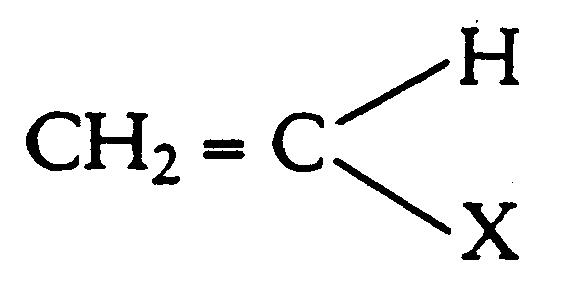 H
CH₂ = C
X